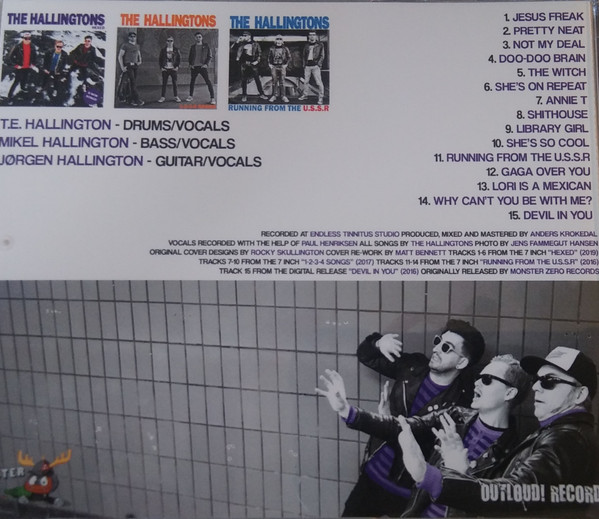 THE HALLINGTONS
HEXED
THE HALLINGTONS
THE HALLINGTONS
RUNNING FROM THE U.S.S.R
T.E. HALLINGTON - DRUMS/VOCALS
MIKEL HALLINGTON - BASS/VOCALS
JØRGEN HALLINGTON - GUITAR/VOCALS
1. JESUS FREAK
2. PRETTY NEAT
3. NOT MY DEAL
4. DOO-DOO BRAIN
5. THE WITCH
6. SHE'S ON REPEAT
7. ANNIE T
8. SHITHOUSE
9. LIBRARY GIRL
10. SHE'S SO COOL
11. RUNNING FROM THE U.S.S.R
12. GAGA OVER YOU
13. LORI IS A MEXICAN
14. WHY CAN'T YOU BE WITH ME?
15. DEVIL IN YOU
RECORDED AT ENDLESS TINNITUS STUDIO PRODUCED, MIXED AND MASTERED BY ANDERS KROKEDAL
VOCALS RECORDED WITH THE HELP OF PAUL HENRIKSEN ALL SONGS BY THE HALLINGTONS PHOTO BY JENS FAMMEGUT HANSEN
ORIGINAL COVER DESIGNS BY ROCKY SKULLINGTON COVER RE-WORK BY MATT BENNETT TRACKS 1-6 FROM THE 7 INCH "HEXED" (2019)
TRACKS 7-10 FROM THE 7 INCH "1-2-3-4 SONGS" (2017) TRACKS 11-14 FROM THE 7 INCH "RUNNING FROM THE U.S.S.R" (2016)
TRACK 15 FROM THE DIGITAL RELEASE "DEVIL IN YOU" (2016) ORIGINALLY RELEASED BY MONSTER ZERO RECORDS
TER
OUTLOUD! RECORD